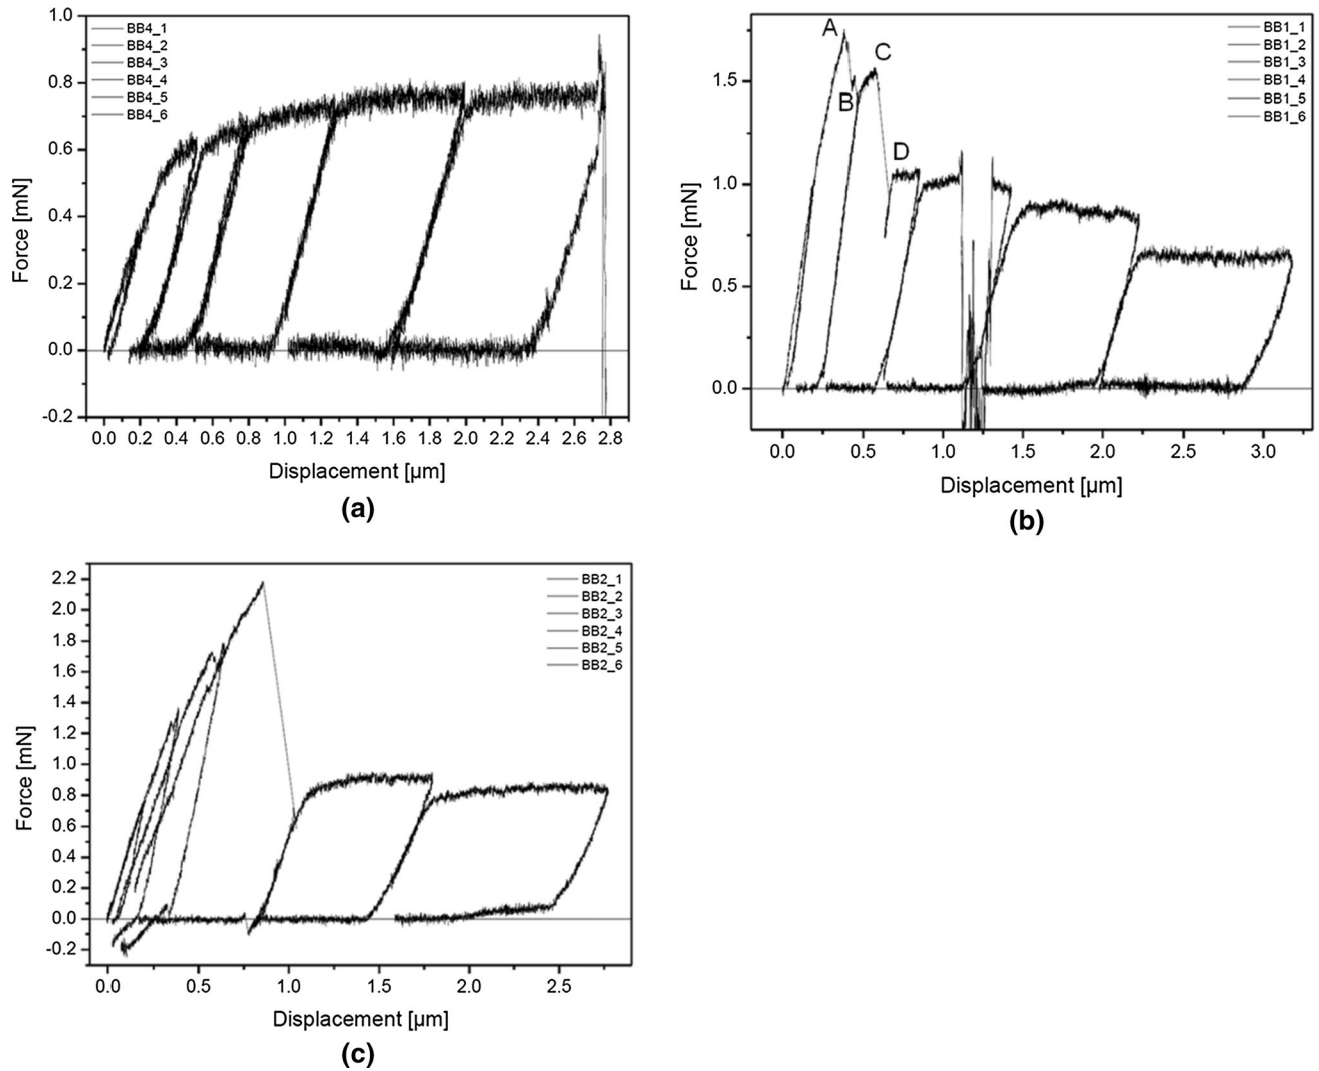 1.0
0.8
0.6
0.4
0.2
0.0
-0.2
Force [mN]
BB4_1
BB4_2
BB4_3
BB4_4
BB4_5
BB4_6
0.0 0.2 0.4 0.6 0.8 1.0 1.2 1.4 1.6 1.8 2.0 2.2 2.4 2.6 2.8
Displacement [µm]
(a)
1.5
1.0
0.5
0.0
Force [mN]
A
B
C
D
BB1_1
BB1_2
BB1_3
BB1_4
BB1_5
BB1_6
0.0 0.5 1.0 1.5 2.0 2.5 3.0
Displacement [µm]
(b)
2.2
2.0
1.8
1.6
1.4
1.2
1.0
0.8
0.6
0.4
0.2
0.0
-0.2
Force [mN]
BB2_1
BB2_2
BB2_3
BB2_4
BB2_5
BB2_6
0.0 0.5 1.0 1.5 2.0 2.5
Displacement [µm]
(c)